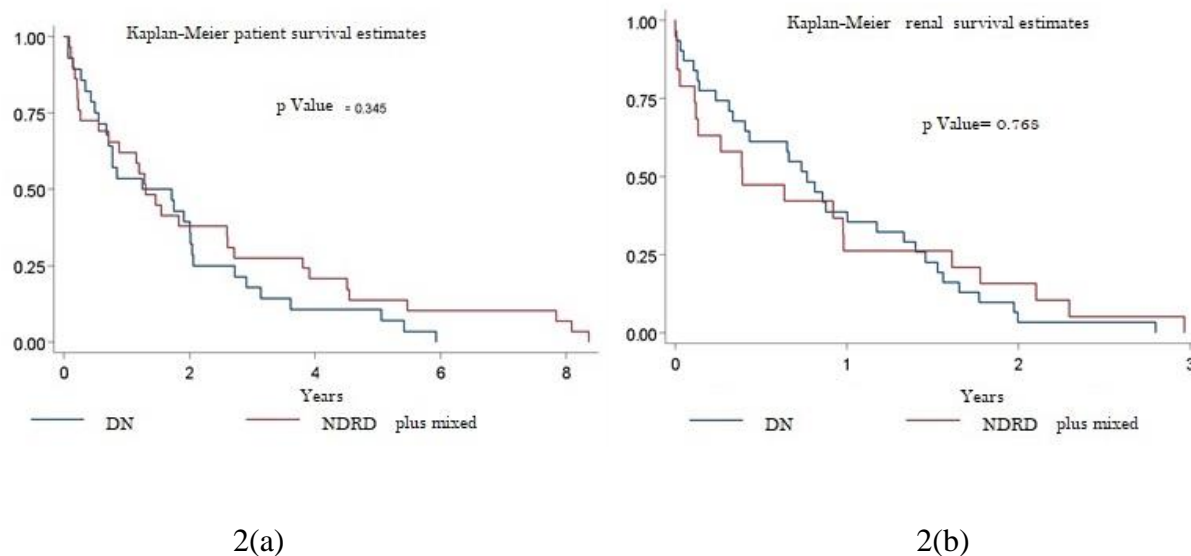 Kaplan-Meier patient survival estimates
p Value = 0.345
1.00
0.75
0.50
0.25
0.00
0 2 4 6 8
Years
DN NDRD plus mixed
2(a)
Kaplan-Meier renal survival estimates
p Value= 0.768
1.00
0.75
0.50
0.25
0.00
0 1 2 3
Years
DN NDRD plus mixed
2(b)